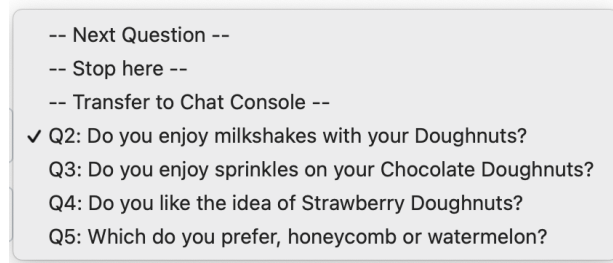 -- Next Question --
-- Stop here --
-- Transfer to Chat Console --
✓ Q2: Do you enjoy milkshakes with your Doughnuts?
Q3: Do you enjoy sprinkles on your Chocolate Doughnuts?
Q4: Do you like the idea of Strawberry Doughnuts?
Q5: Which do you prefer, honeycomb or watermelon?